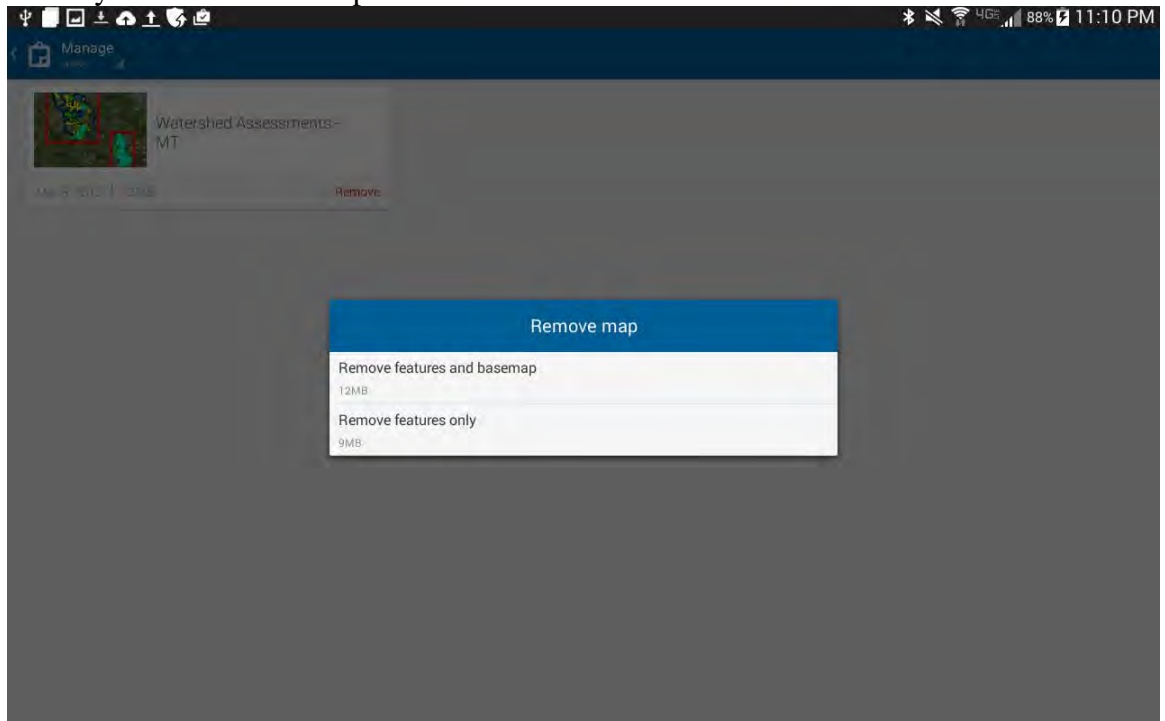 4G 88% 11:10 PM
Manage
Watershed Assessments -
MT
Remove
Remove map
Remove features and basemap
12MB
Remove features only
9MB